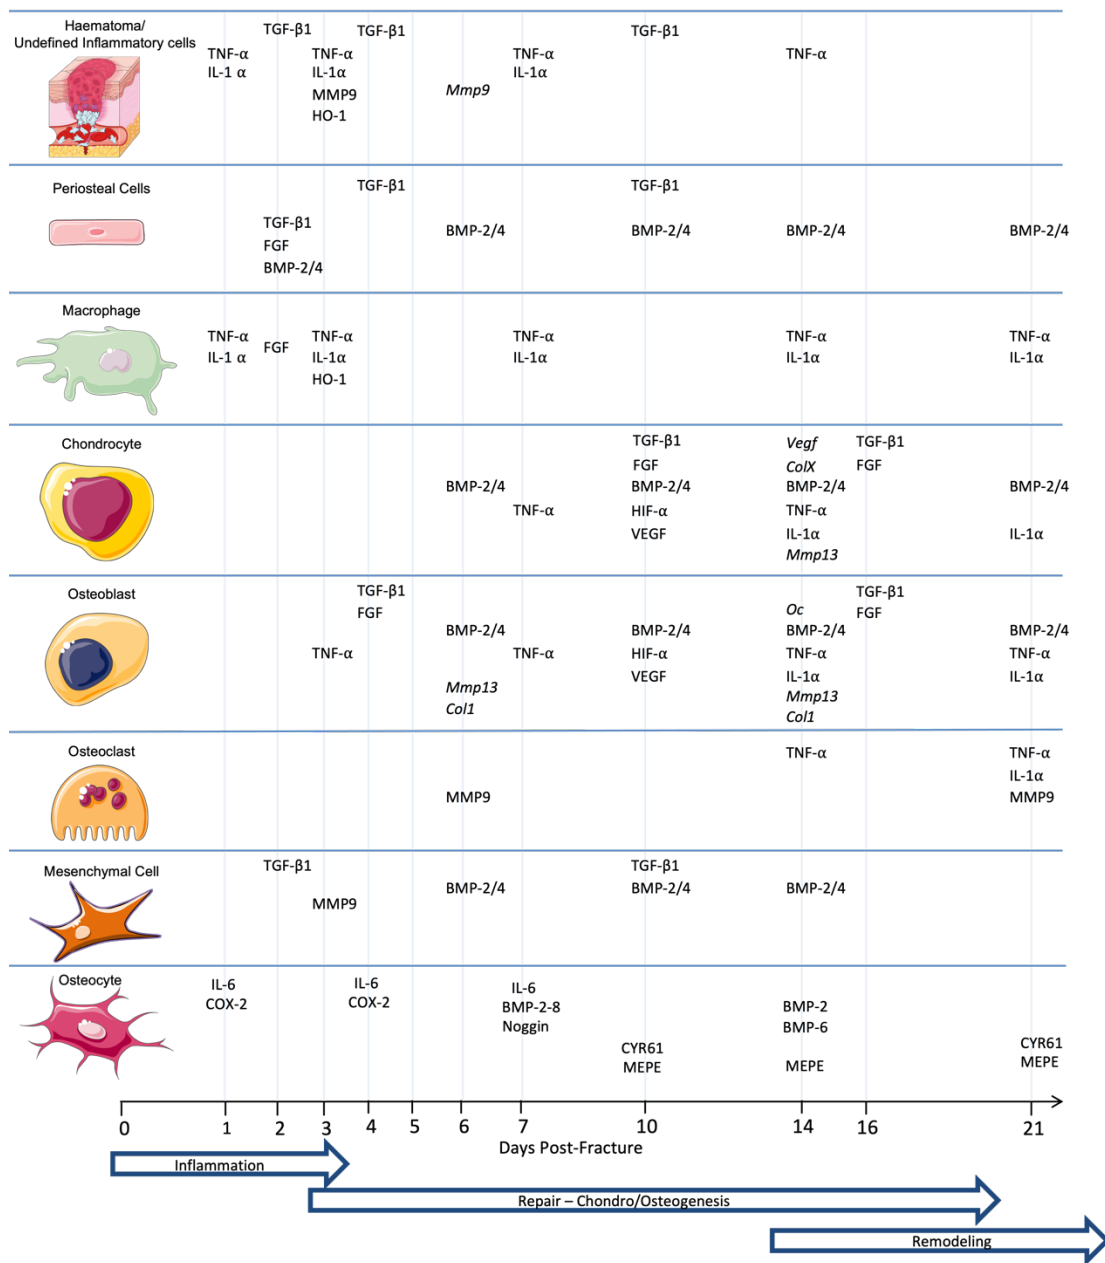 Haematoma/
Undefined Inflammatory cells
TGF-β1 TGF-β1 TGF-β1
TNF-α TNF-α TNF-α TNF-α
IL-1 α IL-1α IL-1α
MMP9 Mmp9
HO-1
Periosteal Cells
TGF-β1 TGF-β1
TGF-β1 BMP-2/4 BMP-2/4 BMP-2/4 BMP-2/4
FGF
BMP-2/4
Macrophage
TNF-α FGF TNF-α TNF-α TNF-α TNF-α
IL-1 α IL-1α IL-1α IL-1α IL-1α
HO-1
Chondrocyte
TGF-β1 Vegf TGF-β1
FGF ColX FGF
BMP-2/4 BMP-2/4 BMP-2/4 BMP-2/4
TNF-α HIF-α TNF-α
VEGF IL-1α IL-1α
Mmp13
Osteoblast
TGF-β1 TGF-β1
FGF Oc FGF
BMP-2/4 BMP-2/4 BMP-2/4 BMP-2/4
TNF-α TNF-α HIF-α TNF-α TNF-α
VEGF IL-1α IL-1α
Mmp13 Mmp13
Col1 Col1
Osteoclast
TNF-α TNF-α
IL-1α
MMP9 MMP9
Mesenchymal Cell
TGF-β1 TGF-β1
BMP-2/4 BMP-2/4 BMP-2/4
MMP9
Osteocyte
IL-6 IL-6 IL-6
COX-2 COX-2 BMP-2-8 BMP-2
Noggin BMP-6
CYR61 CYR61
MEPE MEPE MEPE
0 1 2 3 4 5 6 7 10 14 16 21
Days Post-Fracture
Inflammation
Repair – Chondro/Osteogenesis
Remodeling